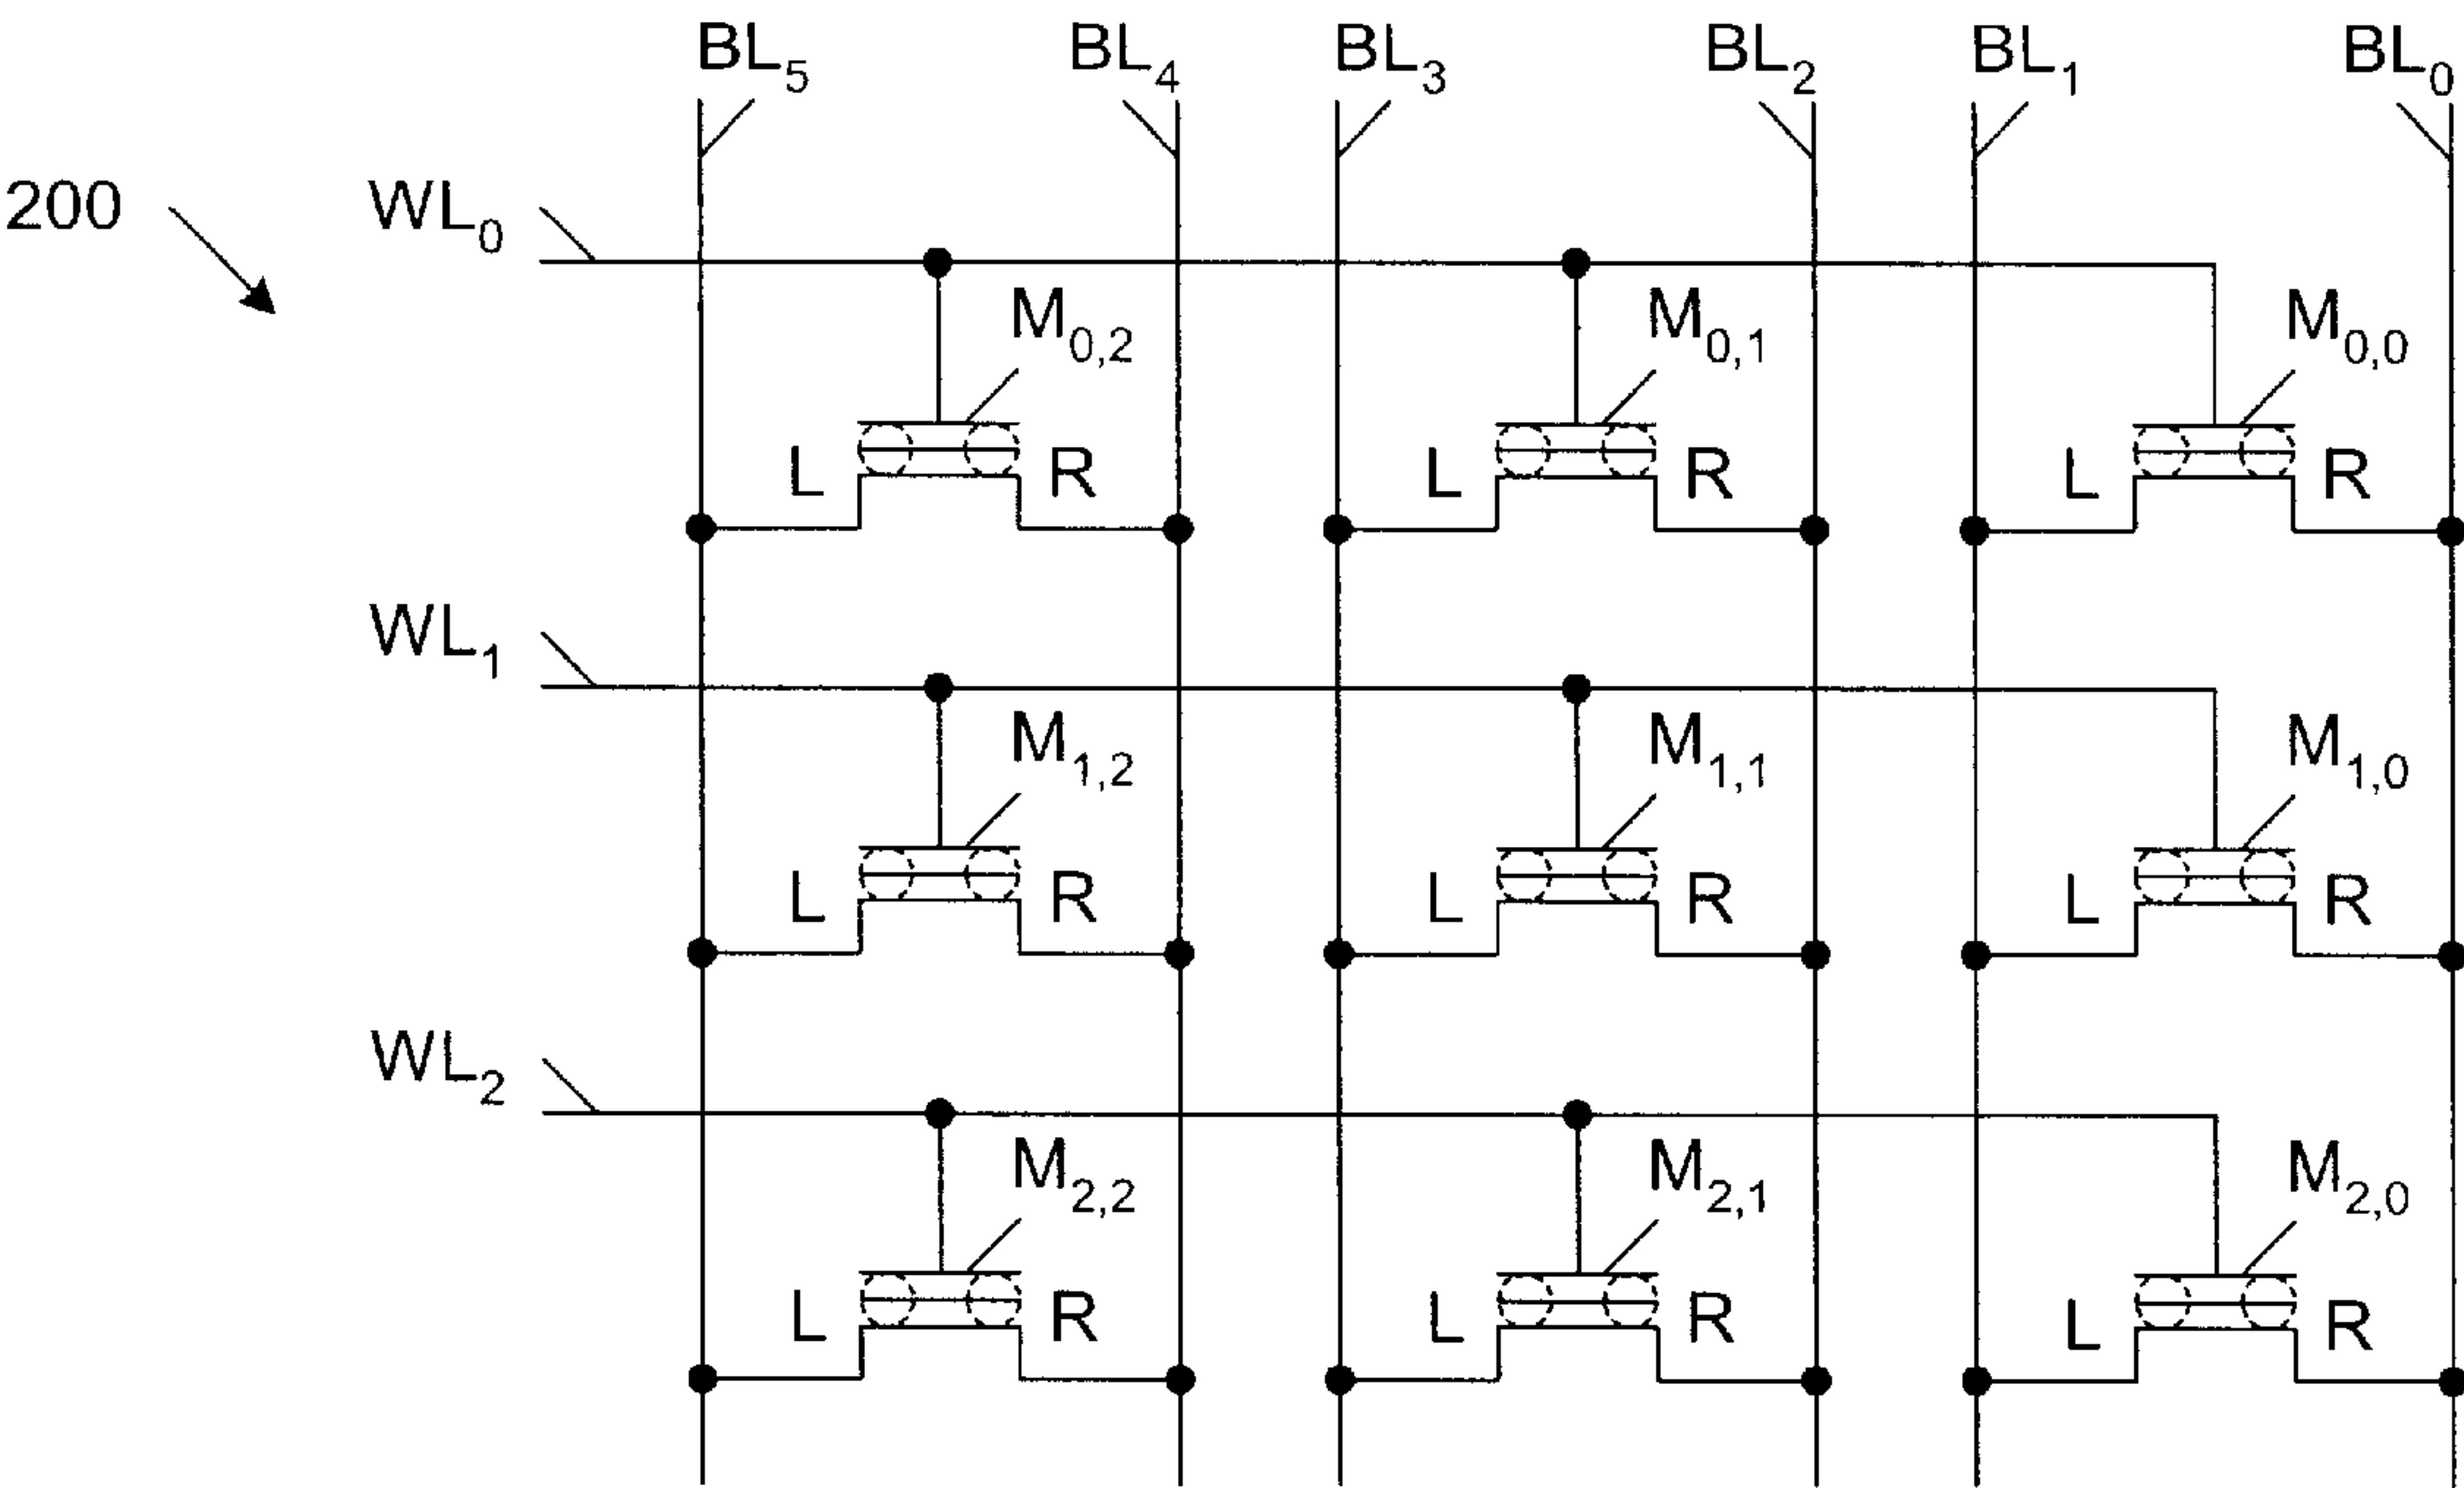 BL5 BL4 BL3 BL2 BL1 BL0
200 WL0
M0,2 M0,1 M0,0
L R L R L R
WL1
M1,2 M1,1 M1,0
L R L R L R
WL2
M2,2 M2,1 M2,0
L R L R L R